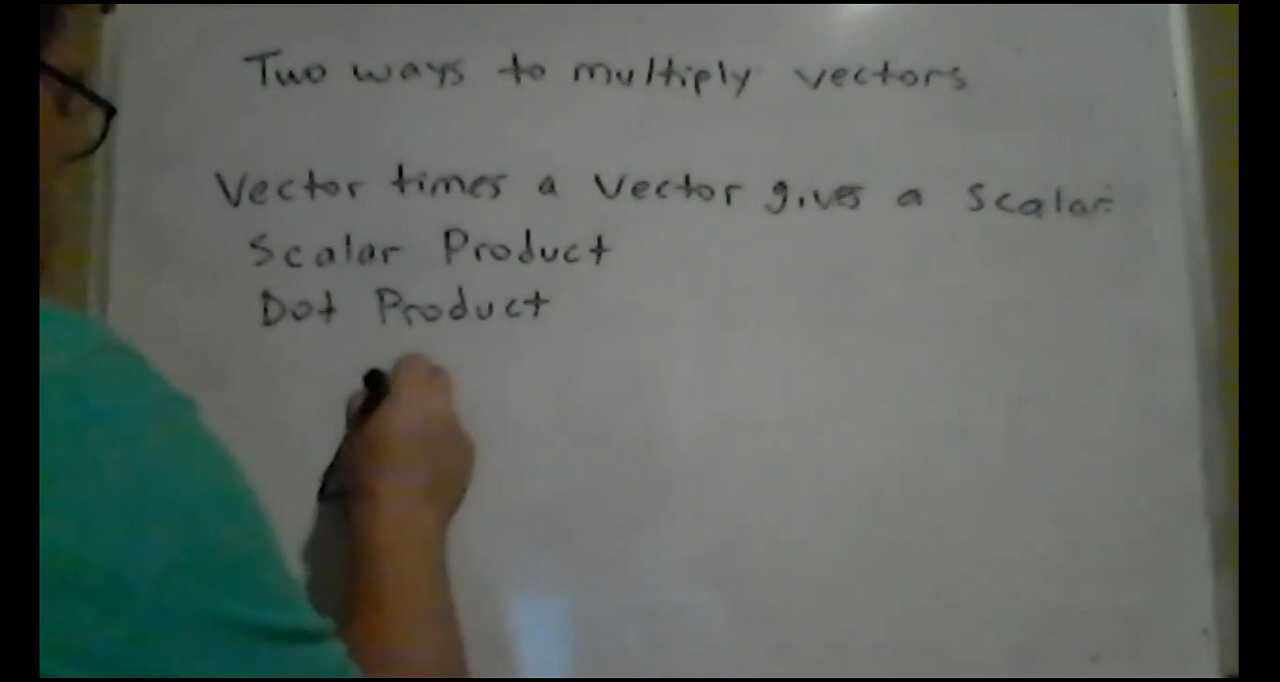 Two ways to multiply vectors
Vector times a Vector gives a Scalar:
Scalar Product
Dot Product